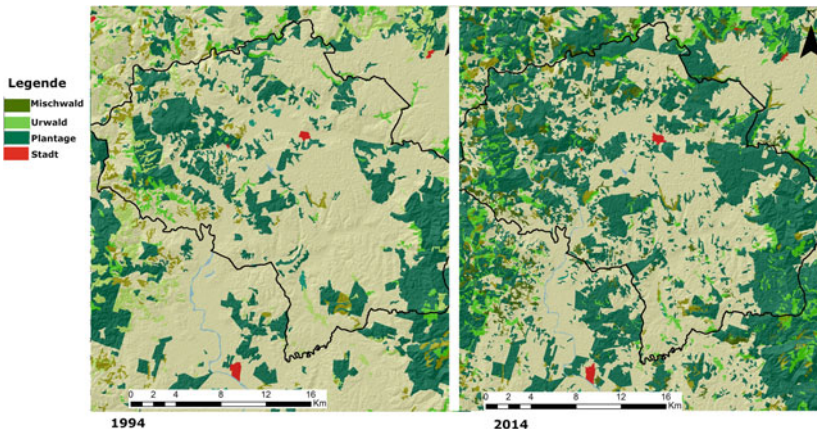 Legende
Mischwald
Urwald
Plantage
Stadt
0 2 4 8 12 16
Km
1994
0 2 4 8 12 16
Km
2014